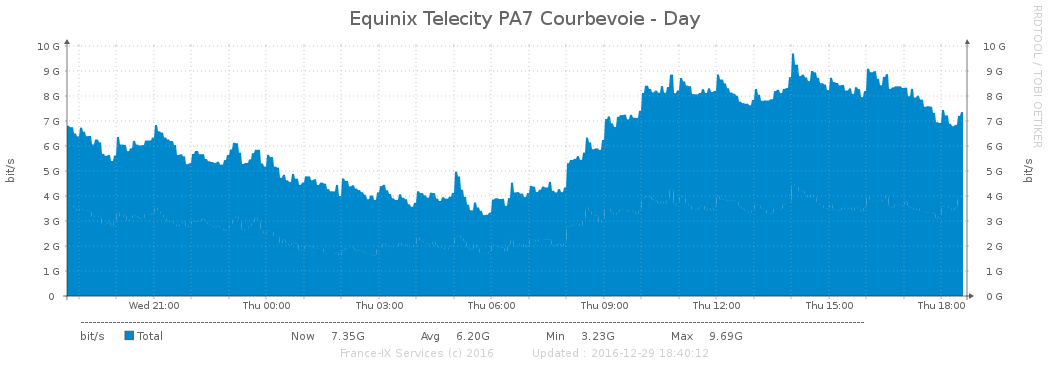 Equinix Telecity PA7 Courbevoie - Day
RRDTOOL / TOBI OETIKER
bit/s
10 G 10 G
9 G 9 G
8 G 8 G
7 G 7 G
6 G 6 G
5 G 5 G
4 G 4 G
3 G 3 G
2 G 2 G
1 G 1 G
0 0 G
bit/s
Wed 21:00 Thu 00:00 Thu 03:00 Thu 06:00 Thu 09:00 Thu 12:00 Thu 15:00 Thu 18:00
bit/s Total Now 7.35G Avg 6.20G Min 3.23G Max 9.69G
France-IX Services (c) 2016 Updated : 2016-12-29 18:40:12